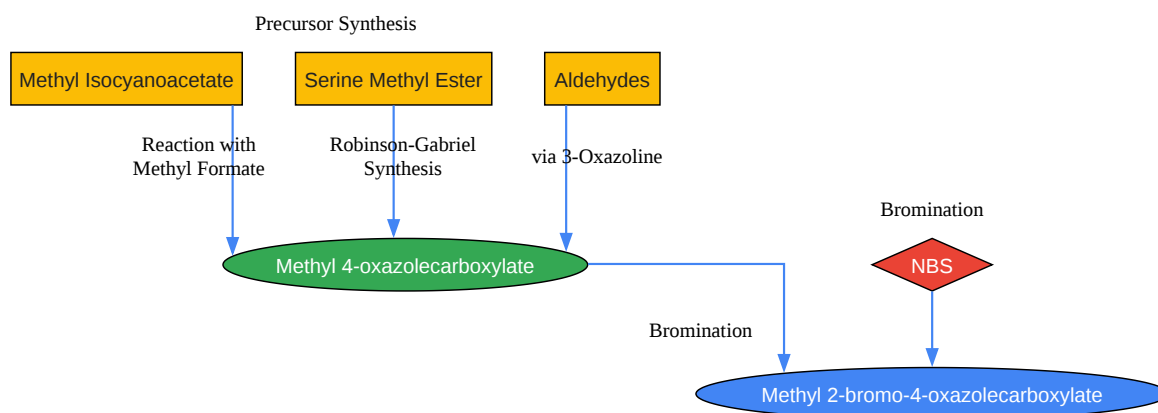 Precursor Synthesis
Methyl Isocyanoacetate
Serine Methyl Ester
Aldehydes
Reaction with
Methyl Formate
Robinson-Gabriel
Synthesis
via 3-Oxazoline
Bromination
Methyl 4-oxazolecarboxylate
NBS
Bromination
Methyl 2-bromo-4-oxazolecarboxylate